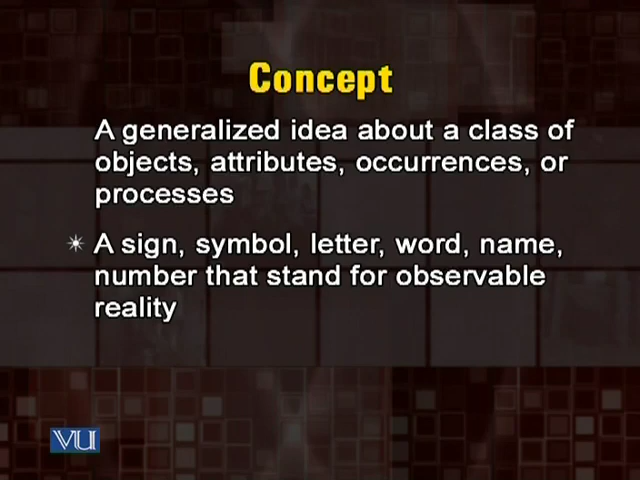 Concept
A generalized idea about a class of
objects, attributes, occurrences, or
processes
A sign, symbol, letter, word, name,
number that stand for observable
reality
VU